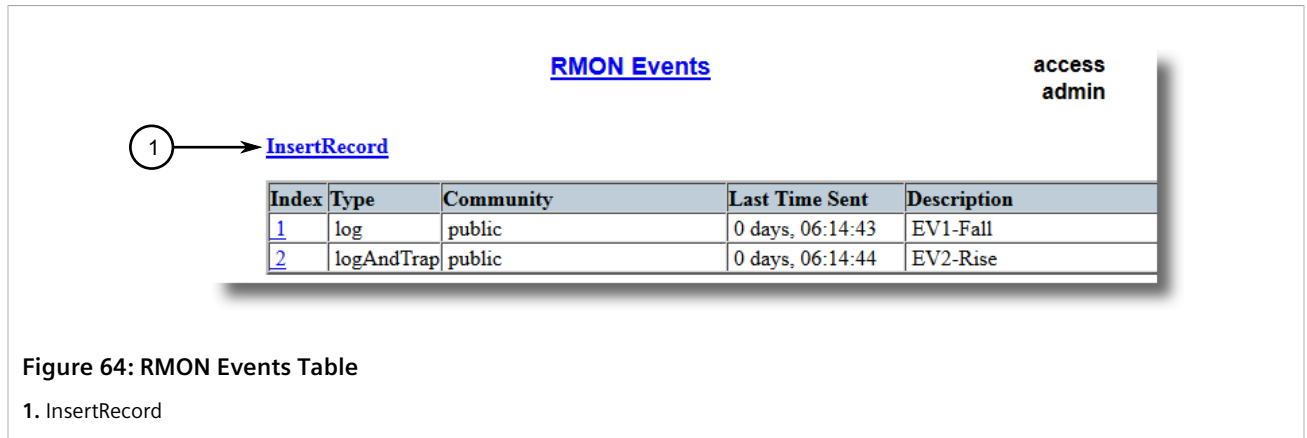 RMON Events
access
admin
1
InsertRecord
Index Type Community Last Time Sent Description
1 log public 0 days, 06:14:43 EV1-Fall
2 logAndTrap public 0 days, 06:14:44 EV2-Rise
Figure 64: RMON Events Table
1. InsertRecord